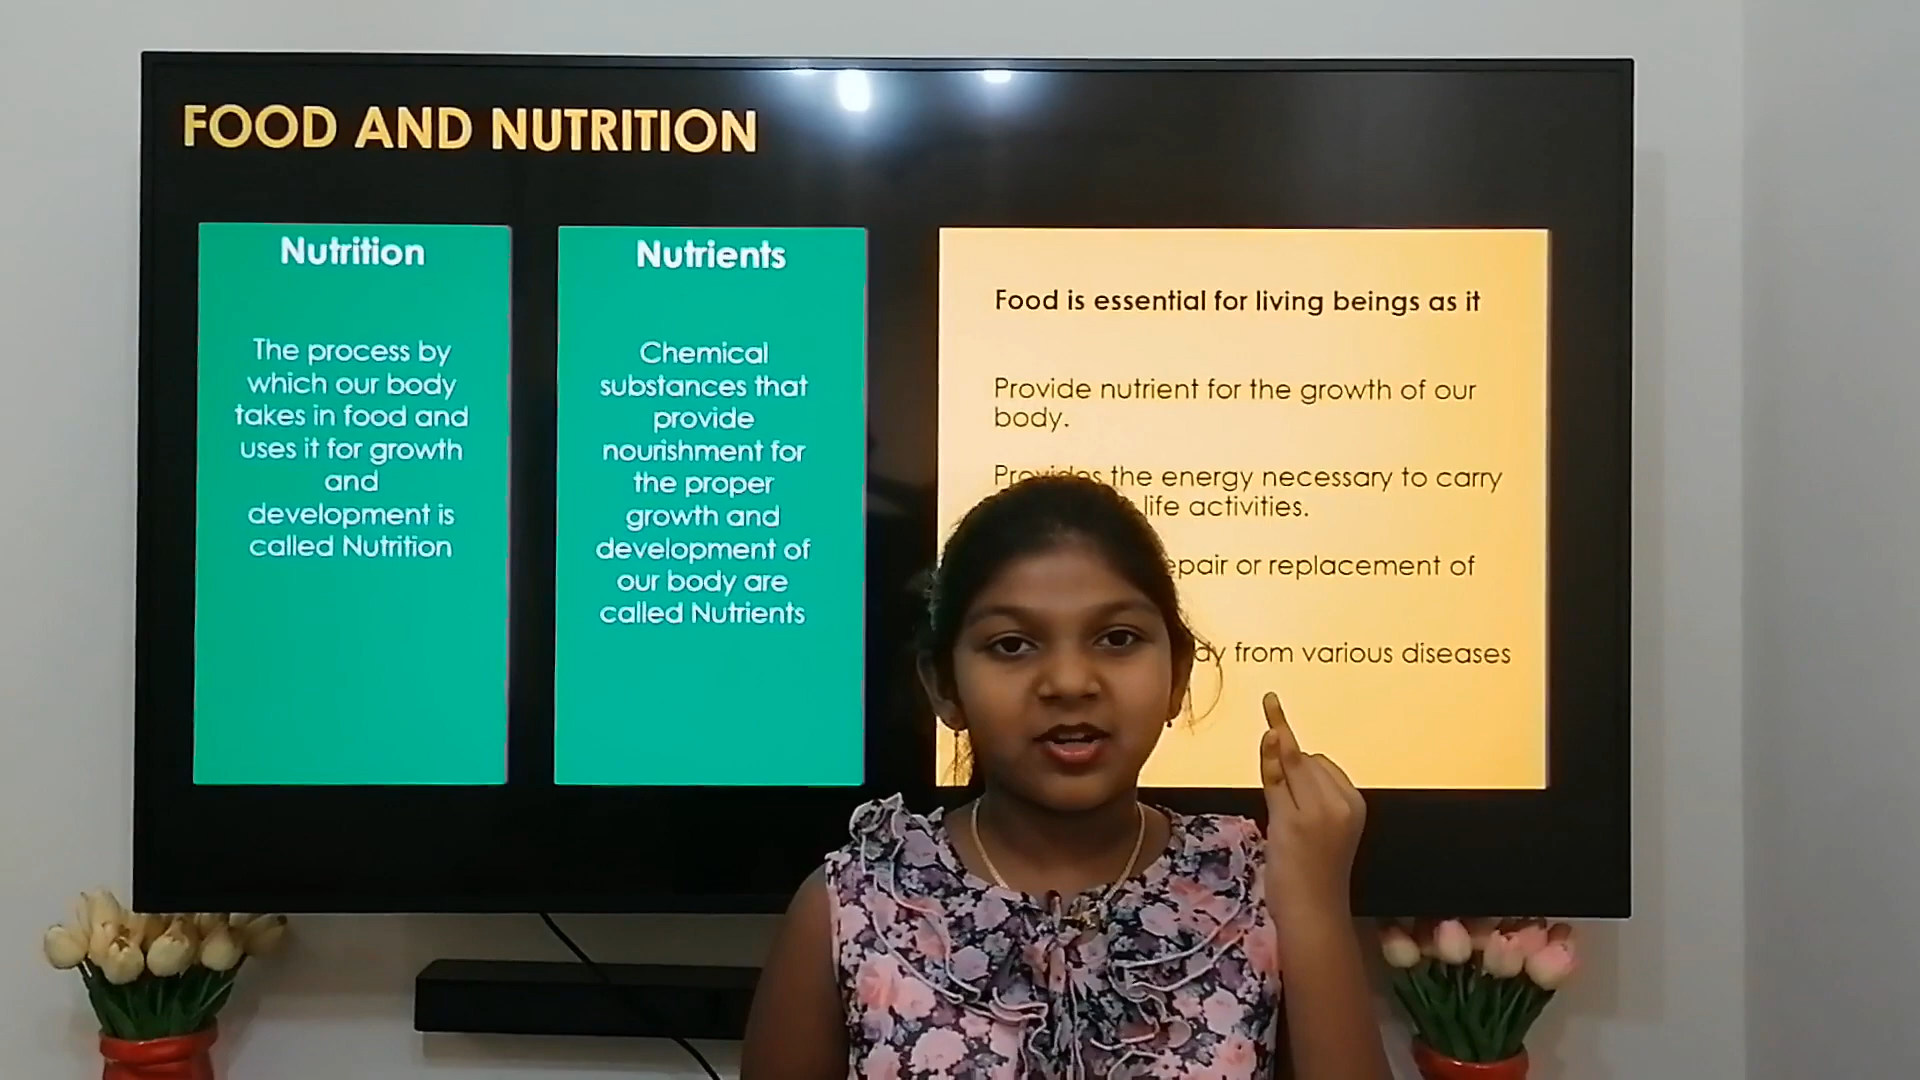 FOOD AND NUTRITION
Nutrition
The process by
which our body
takes in food and
uses it for growth
and
development is
called Nutrition
Nutrients
Chemical
substances that
provide
nourishment for
the proper
growth and
development of
our body are
called Nutrients
Food is essential for living beings as it
Provide nutrient for the growth of our
body.
Provides the energy necessary to carry
life activities.
or replacement of
from various diseases